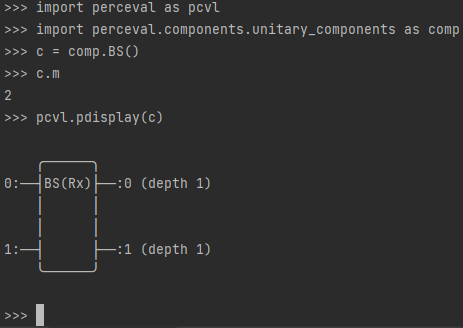 >>> import perceval as pcvl
>>> import perceval.components.unitary_components as comp
>>> c = comp.BS()
>>> c.m
2
>>> pcvl.pdisplay(c)
0:──┤BS(Rx)├──:0 (depth 1)
1:──┤      ├──:1 (depth 1)
>>>